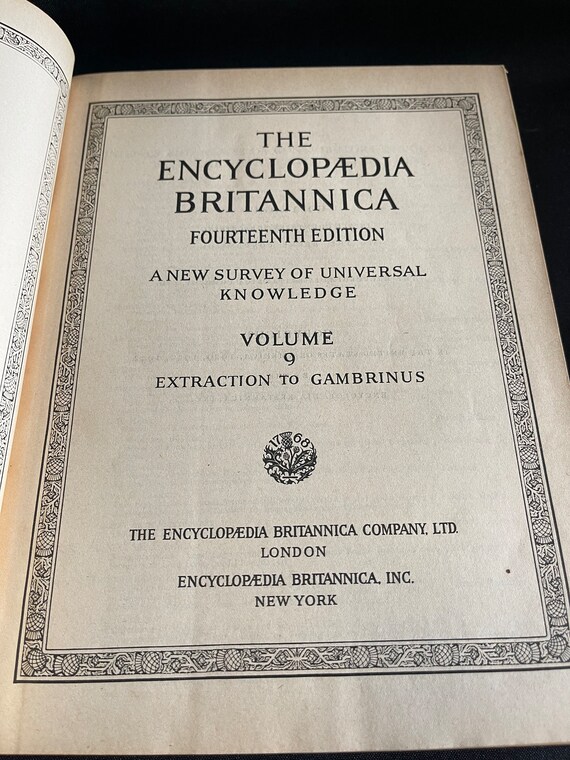 THE
ENCYCLOPÆDIA
BRITANNICA
FOURTEENTH EDITION
A NEW SURVEY OF UNIVERSAL
KNOWLEDGE
VOLUME
9
EXTRACTION TO GAMBRINUS
1768
THE ENCYCLOPÆDIA BRITANNICA COMPANY, LTD.
LONDON
ENCYCLOPÆDIA BRITANNICA, INC.
NEW YORK